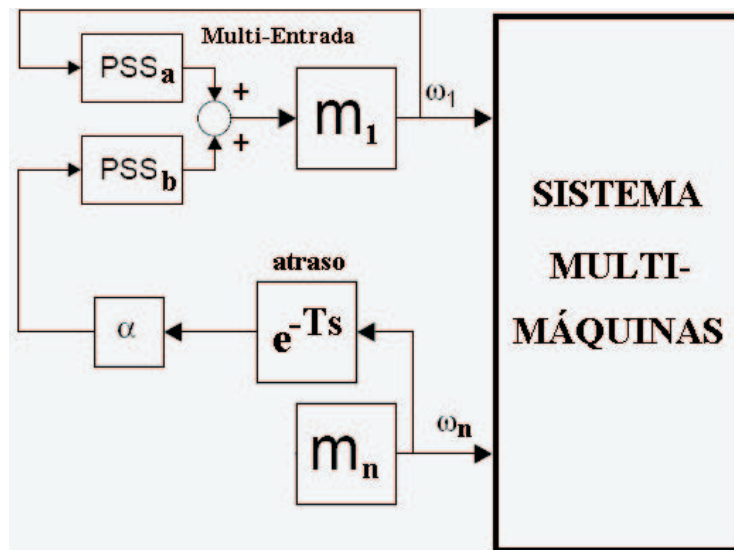 Multi-Entrada
PSSa
+
m1
ω1
+
PSSb
SISTEMA
MULTI-
MÁQUINAS
atraso
α
e-Ts
ωn
mn